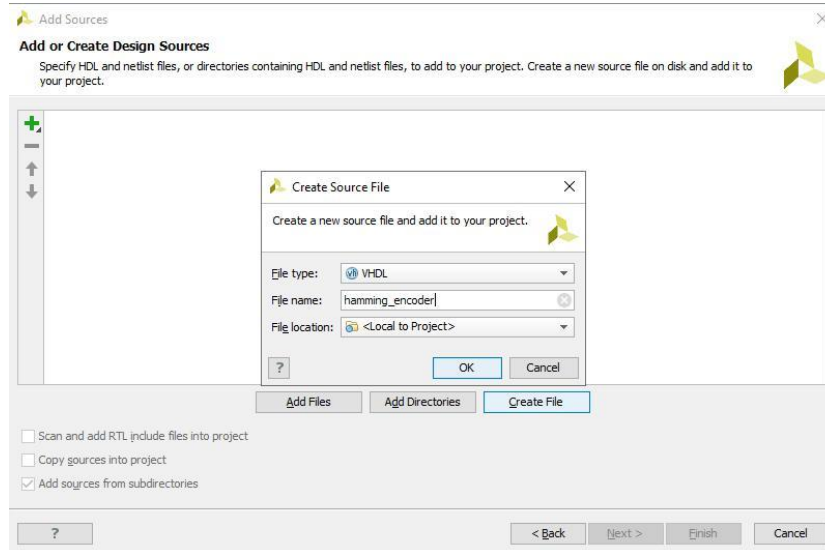 Add Sources
Add or Create Design Sources
Specify HDL and netlist files, or directories containing HDL and netlist files, to add to your project. Create a new source file on disk and add it to
your project.
Create Source File
Create a new source file and add it to your project.
File type: vh VHDL
File name: hamming_encoder
File location: <Local to Project>
? OK Cancel
Add Files Add Directories Create File
Scan and add RTL include files into project
Copy sources into project
Add sources from subdirectories
? < Back Next > Finish Cancel